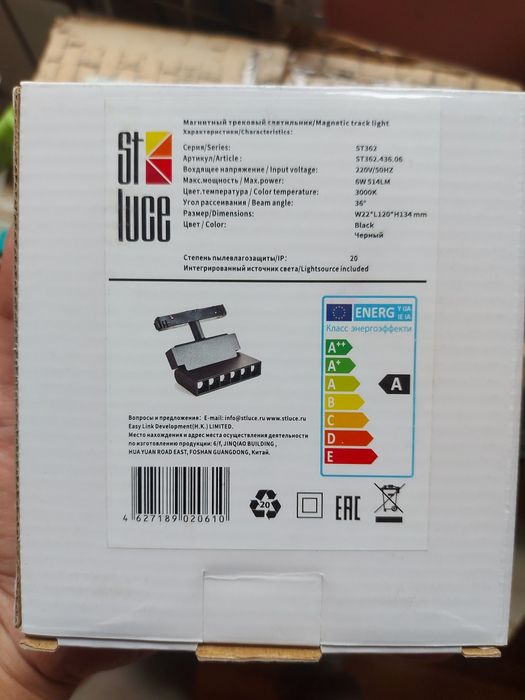 st luce
Магнитный трековый светильник/Magnetic track light
Характеристики/Characteristics:
Серия/Series: ST362
Артикул/Article : ST362.436.06
Входящее напряжение / Input voltage: 220V/50HZ
Макс.мощность / Max.power: 6W 514LM
Цвет.температура / Color temperature: 3000K
Угол рассеивания / Beam angle: 36°
Размер/Dimensions: W22*L120*H134 mm
Цвет / Color: Black
Черный
Степень пылевлагозащиты/IP: 20
Интегрированный источник света/Lightsource included
ENERG Y UA
IE IA
Класс энергоэффекти
A++
A+
A
B
C
D
E
A
Вопросы и предложения: E-mail: info@stluce.ru www.stluce.ru
Easy Link Development(H.K.) LIMITED.
Место нахождения и адрес места осуществления деятельности
по изготовлению продукции: 6/f, JINQIAO BUILDING ,
HUA YUAN ROAD EAST, FOSHAN GUANGDONG, Китай.
4 627189 020610
20
EAC